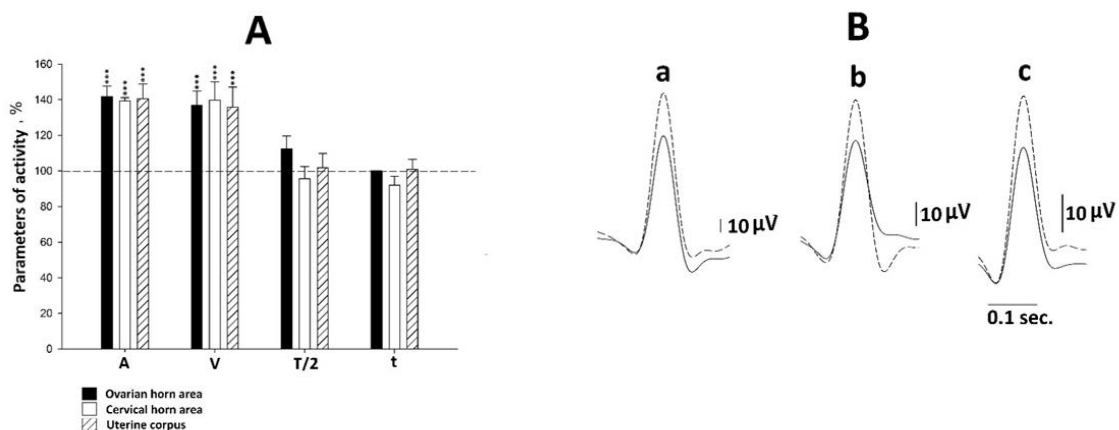 A
Parameters of activity , %
160
140
120
100
80
60
40
20
0
*** *** *** *** *** ***
A V T/2 t
Ovarian horn area
Cervical horn area
Uterine corpus
B
a b c
10 µV 10 µV 10 µV
0.1 sec.